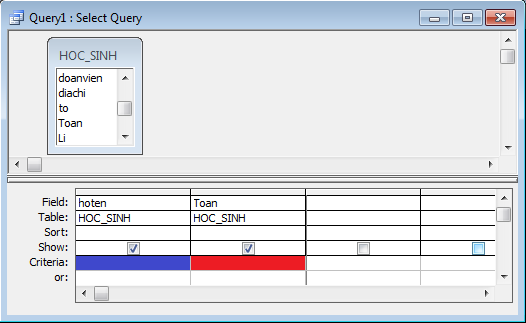 Query1 : Select Query
HOC_SINH
doanvien
diachi
to
Toan
Li
Field: hoten Toan
Table: HOC_SINH HOC_SINH
Sort:
Show:
Criteria:
or: